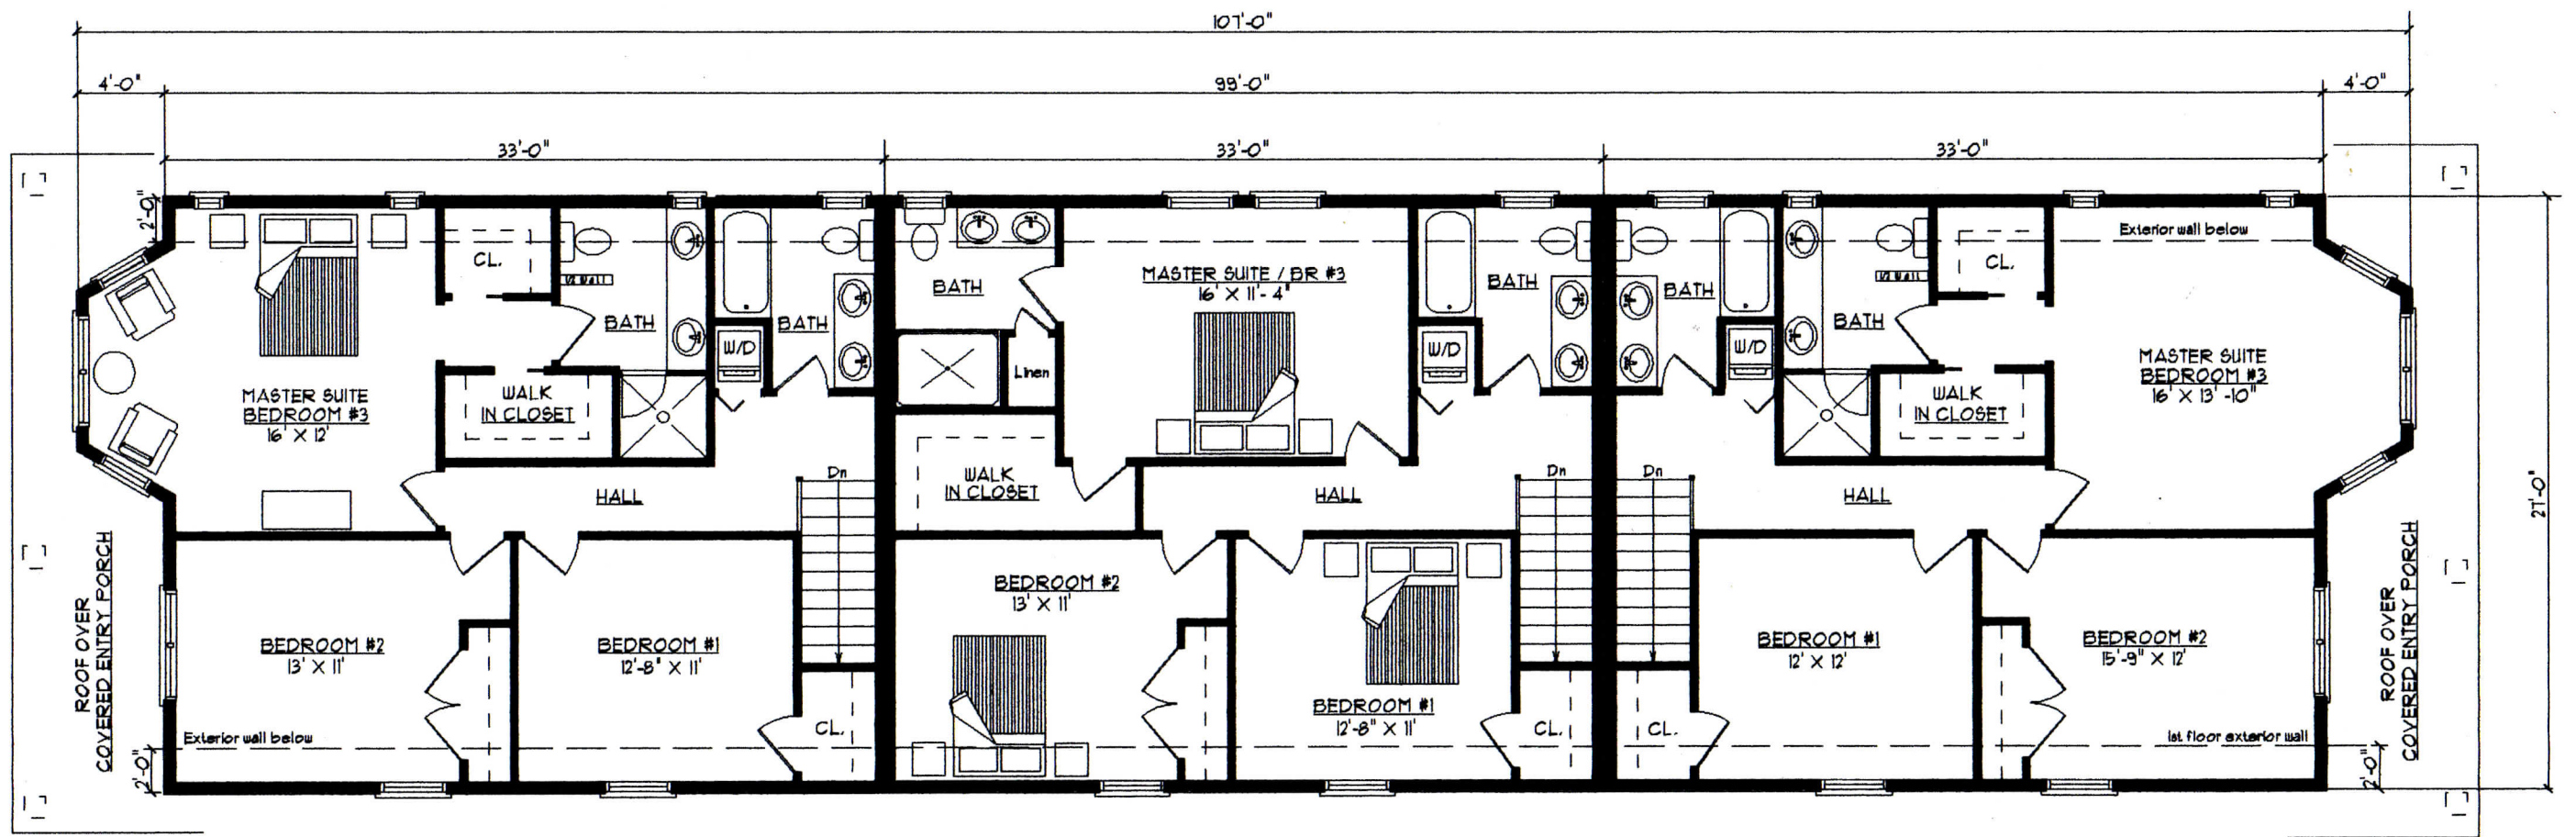 107'-0"
4'-0"
99'-0"
4'-0"
33'-0"
33'-0"
33'-0"
2'-0"
CL.
1/2 WALL
BATH
BATH
W/D
WALK
IN CLOSET
MASTER SUITE
BEDROOM #3
16' X 12'
HALL
Dn
ROOF OVER
COVERED ENTRY PORCH
BEDROOM #2
13' X 11'
BEDROOM #1
12'-8" X 11'
CL.
Exterior wall below
2'-0"
BATH
MASTER SUITE / BR #3
16' X 11'-4"
BATH
W/D
Linen
WALK
IN CLOSET
HALL
Dn
BEDROOM #2
13' X 11'
BEDROOM #1
12'-8" X 11'
CL.
BATH
W/D
1/2 WALL
BATH
CL.
Exterior wall below
WALK
IN CLOSET
MASTER SUITE
BEDROOM #3
16' X 13'-10"
Dn
HALL
27'-0"
BEDROOM #1
12' X 12'
BEDROOM #2
15'-9" X 12'
CL.
1st floor exterior wall
2'-0"
ROOF OVER
COVERED ENTRY PORCH